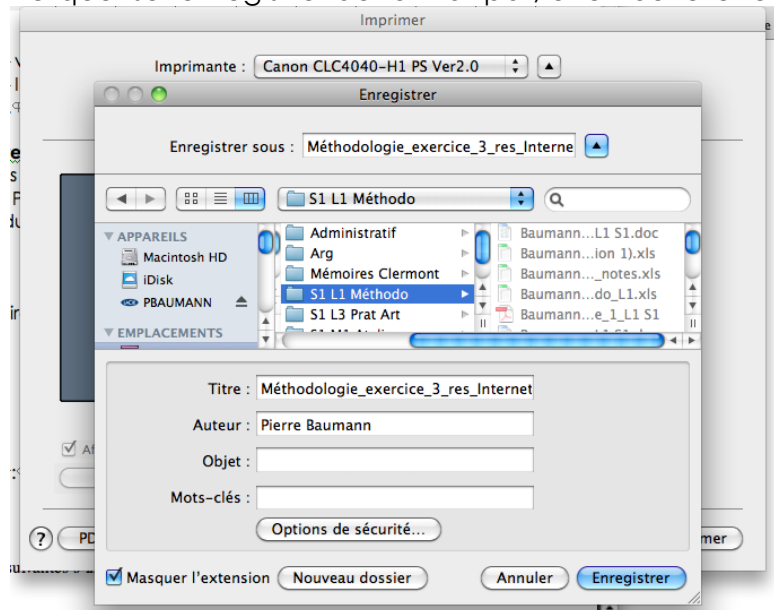 Imprimer
Imprimante : Canon CLC4040-H1 PS Ver2.0
Enregistrer
Enregistrer sous : Méthodologie_exercice_3_res_Interne
S1 L1 Méthodo
APPAREILS
Macintosh HD
iDisk
PBAUMANN
EMPLACEMENTS
Administratif
Arg
Mémoires Clermont
S1 L1 Méthodo
S1 L3 Prat Art
Baumann...L1 S1.doc
Baumann...ion 1).xls
Baumann..._notes.xls
Baumann...do_L1.xls
Baumann...e_1_L1 S1
Titre : Méthodologie_exercice_3_res_Internet
Auteur : Pierre Baumann
Objet :
Mots-clés :
Options de sécurité...
? PD
mer
Masquer l'extension Nouveau dossier Annuler Enregistrer